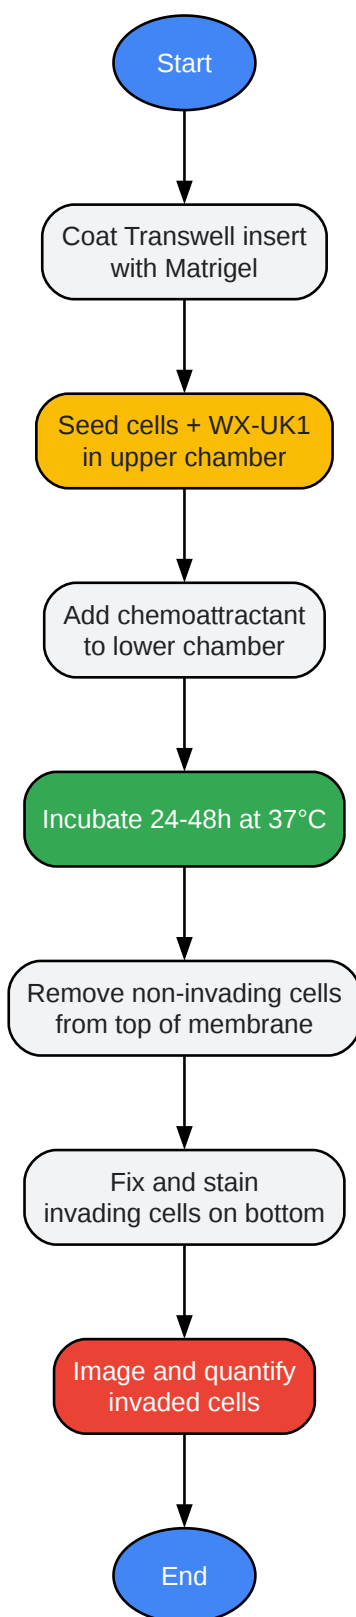 Start
Coat Transwell insert
with Matrigel
Seed cells + WX-UK1
in upper chamber
Add chemoattractant
to lower chamber
Incubate 24-48h at 37°C
Remove non-invading cells
from top of membrane
Fix and stain
invading cells on bottom
Image and quantify
invaded cells
End